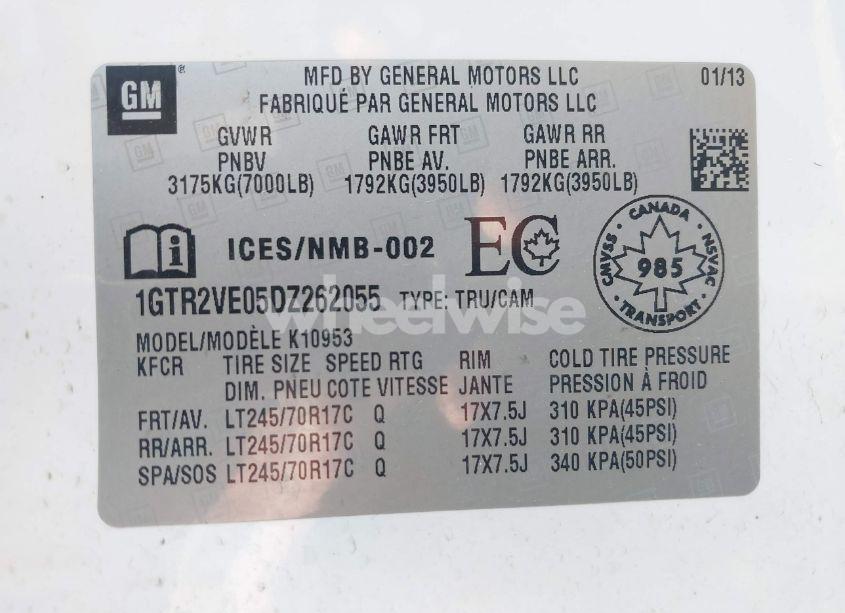 GM ®
MFD BY GENERAL MOTORS LLC 01/13
FABRIQUÉ PAR GENERAL MOTORS LLC
GVWR GAWR FRT GAWR RR
PNBV PNBE AV. PNBE ARR.
3175KG(7000LB) 1792KG(3950LB) 1792KG(3950LB)
ICES/NMB-002 EC
CANADA
NSVAC
985
CMVSS
TRANSPORT
1GTR2VE05DZ262055 TYPE: TRU/CAM
wheelwise
MODEL/MODÈLE K10953
KFCR TIRE SIZE SPEED RTG RIM COLD TIRE PRESSURE
DIM. PNEU COTE VITESSE JANTE PRESSION À FROID
FRT/AV. LT245/70R17C Q 17X7.5J 310 KPA(45PSI)
RR/ARR. LT245/70R17C Q 17X7.5J 310 KPA(45PSI)
SPA/SOS LT245/70R17C Q 17X7.5J 340 KPA(50PSI)